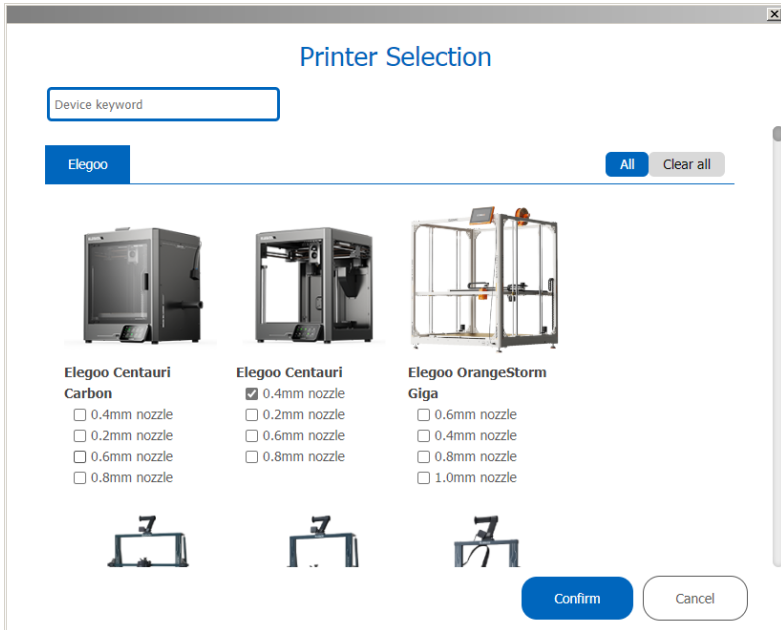 Printer Selection
Device keyword
Elegoo
All
Clear all
Elegoo Centauri
Carbon
0.4mm nozzle
0.2mm nozzle
0.6mm nozzle
0.8mm nozzle
Elegoo Centauri
0.4mm nozzle
0.2mm nozzle
0.6mm nozzle
0.8mm nozzle
Elegoo OrangeStorm
Giga
0.6mm nozzle
0.4mm nozzle
0.8mm nozzle
1.0mm nozzle
Confirm
Cancel